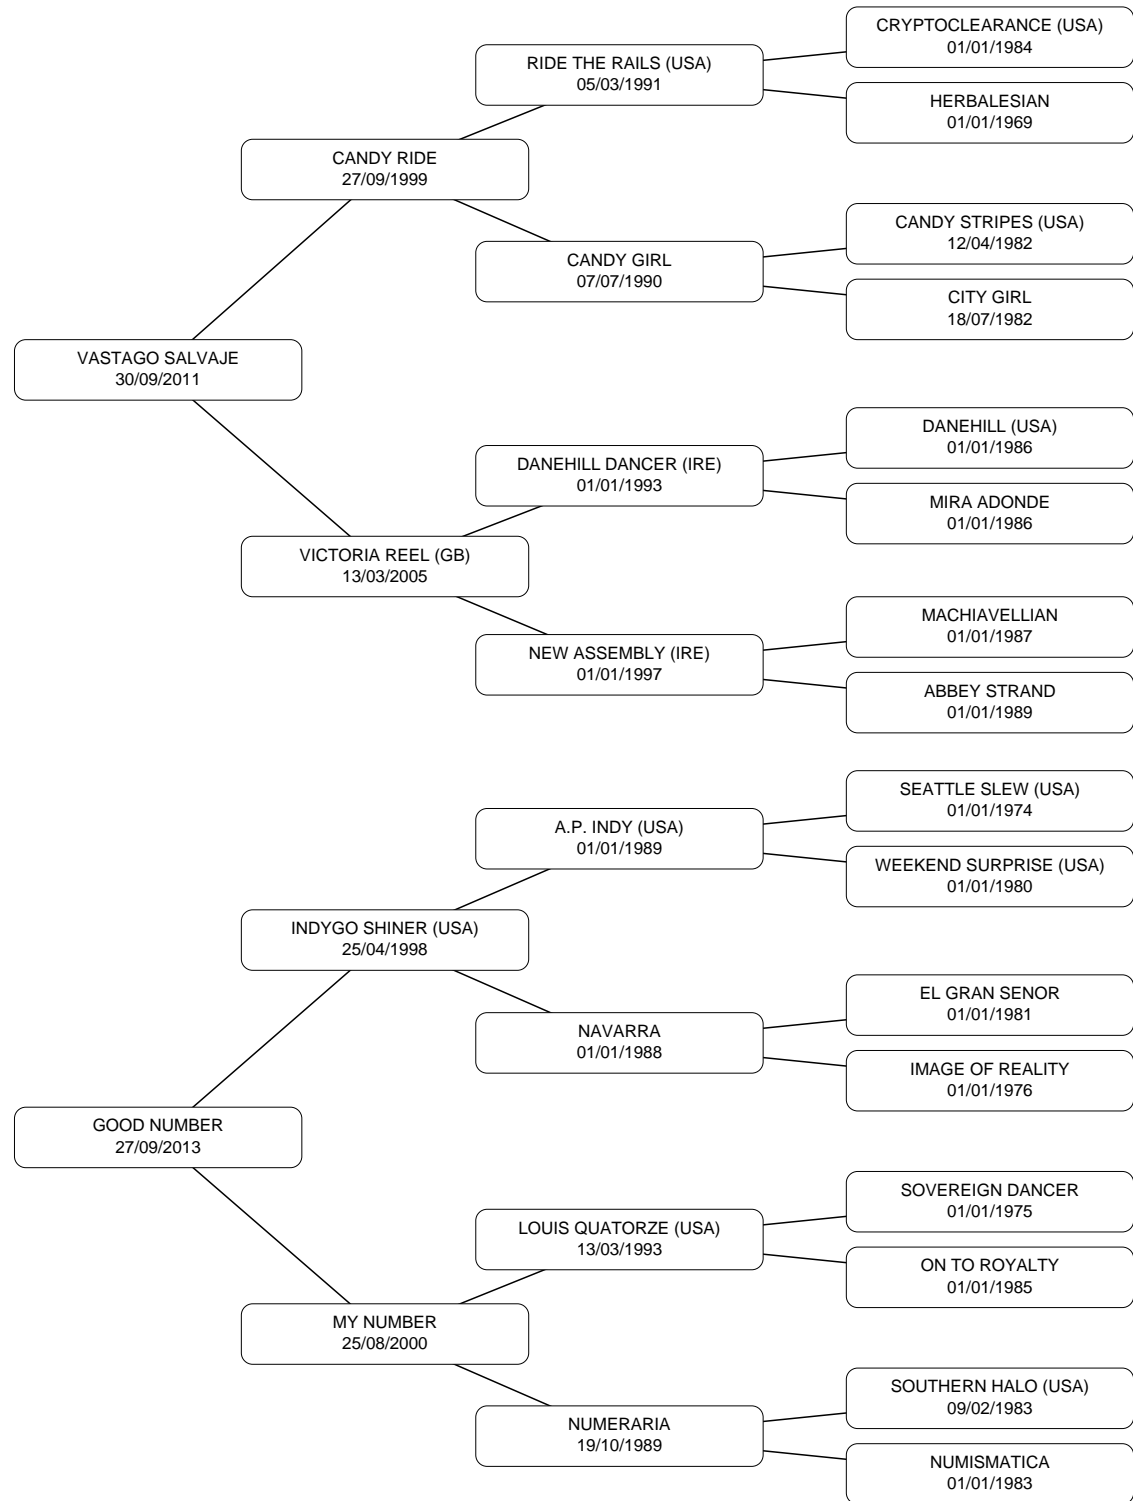 CRYPTOCLEARANCE (USA)
01/01/1984
RIDE THE RAILS (USA)
05/03/1991
HERBALESIAN
01/01/1969
CANDY RIDE
27/09/1999
CANDY STRIPES (USA)
12/04/1982
CANDY GIRL
07/07/1990
CITY GIRL
18/07/1982
VASTAGO SALVAJE
30/09/2011
DANEHILL (USA)
01/01/1986
DANEHILL DANCER (IRE)
01/01/1993
MIRA ADONDE
01/01/1986
VICTORIA REEL (GB)
13/03/2005
MACHIAVELLIAN
01/01/1987
NEW ASSEMBLY (IRE)
01/01/1997
ABBEY STRAND
01/01/1989
SEATTLE SLEW (USA)
01/01/1974
A.P. INDY (USA)
01/01/1989
WEEKEND SURPRISE (USA)
01/01/1980
INDYGO SHINER (USA)
25/04/1998
EL GRAN SENOR
01/01/1981
NAVARRA
01/01/1988
IMAGE OF REALITY
01/01/1976
GOOD NUMBER
27/09/2013
SOVEREIGN DANCER
01/01/1975
LOUIS QUATORZE (USA)
13/03/1993
ON TO ROYALTY
01/01/1985
MY NUMBER
25/08/2000
SOUTHERN HALO (USA)
09/02/1983
NUMERARIA
19/10/1989
NUMISMATICA
01/01/1983